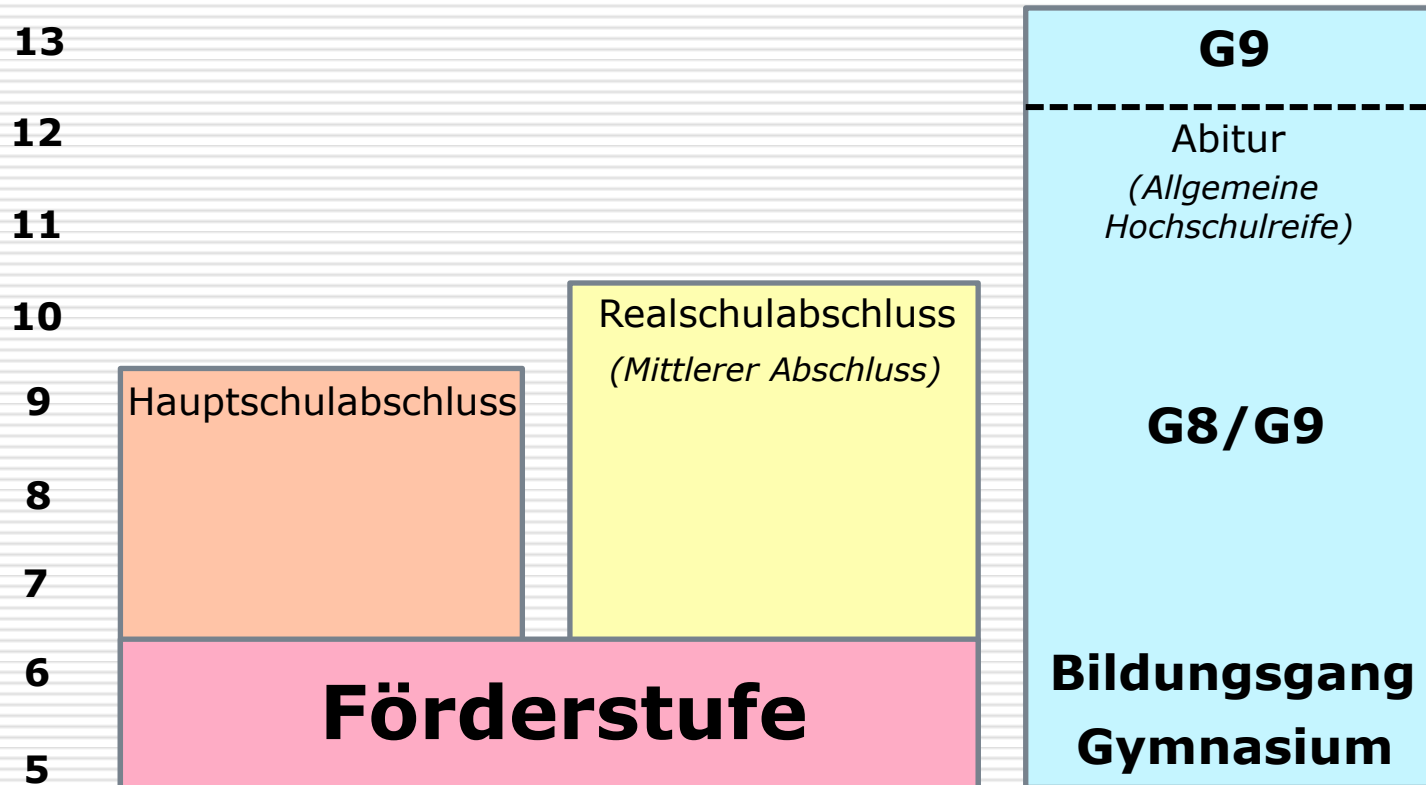 13
G9
12
Abitur
(Allgemeine
Hochschulreife)
11
10
Realschulabschluss
(Mittlerer Abschluss)
9
Hauptschulabschluss
G8/G9
8
7
6
Förderstufe
Bildungsgang
Gymnasium
5